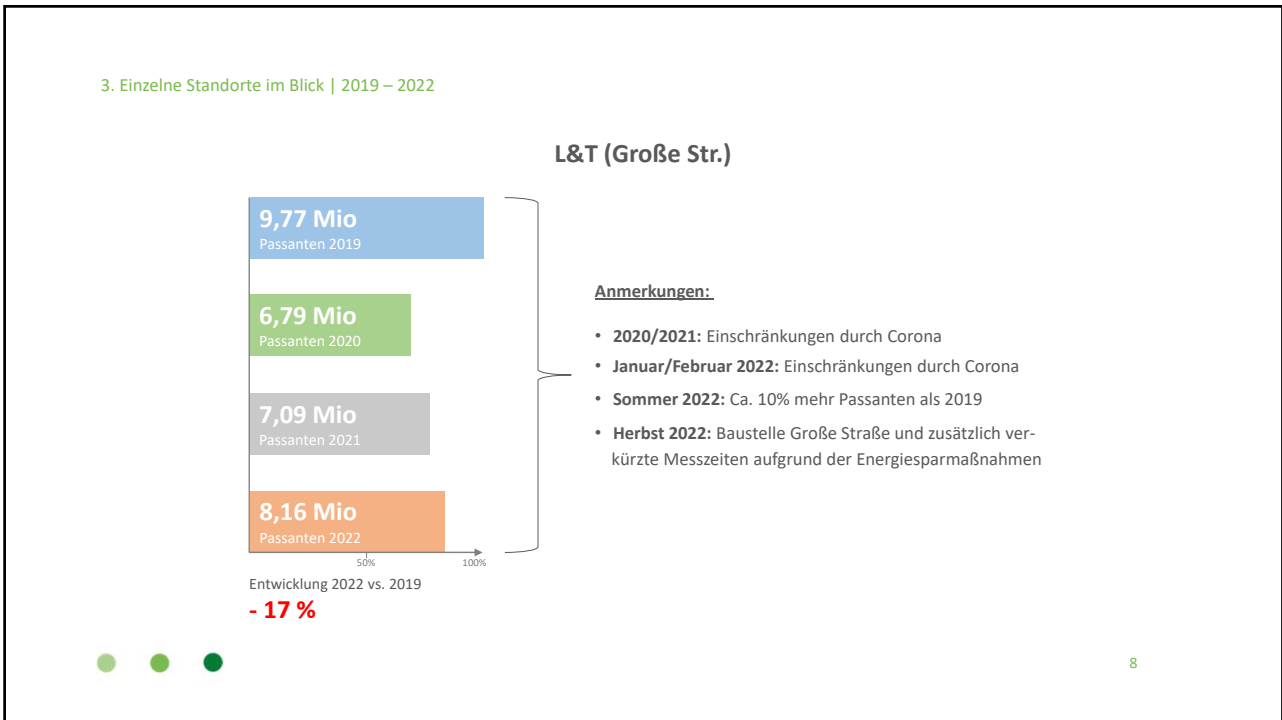 3. Einzelne Standorte im Blick | 2019 – 2022
L&T (Große Str.)
9,77 Mio
Passanten 2019
6,79 Mio
Passanten 2020
7,09 Mio
Passanten 2021
8,16 Mio
Passanten 2022
50%
100%
Entwicklung 2022 vs. 2019
- 17 %
Anmerkungen:
• 2020/2021: Einschränkungen durch Corona
• Januar/Februar 2022: Einschränkungen durch Corona
• Sommer 2022: Ca. 10% mehr Passanten als 2019
• Herbst 2022: Baustelle Große Straße und zusätzlich ver-
kürzte Messzeiten aufgrund der Energiesparmaßnahmen
8